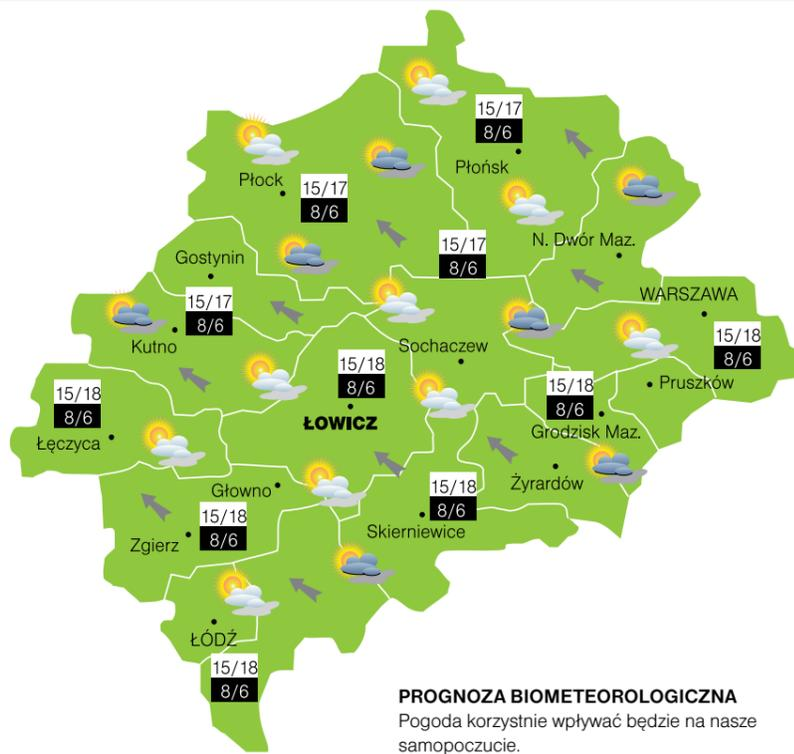 15/17
8/6
Płońsk
Płock
15/17
8/6
15/17
8/6
N. Dwór Maz.
Gostynin
WARSZAWA
15/17
8/6
Kutno
Sochaczew
15/18
8/6
15/18
8/6
ŁOWICZ
15/18
8/6
Pruszków
15/18
8/6
Grodzisk Maz.
Łęczyca
Żyrardów
Głowno
15/18
8/6
Skierniewice
15/18
8/6
Zgierz
ŁÓDŹ
15/18
8/6
PROGNOZA BIOMETEOROLOGICZNA
Pogoda korzystnie wpływać będzie na nasze
samopoczucie.